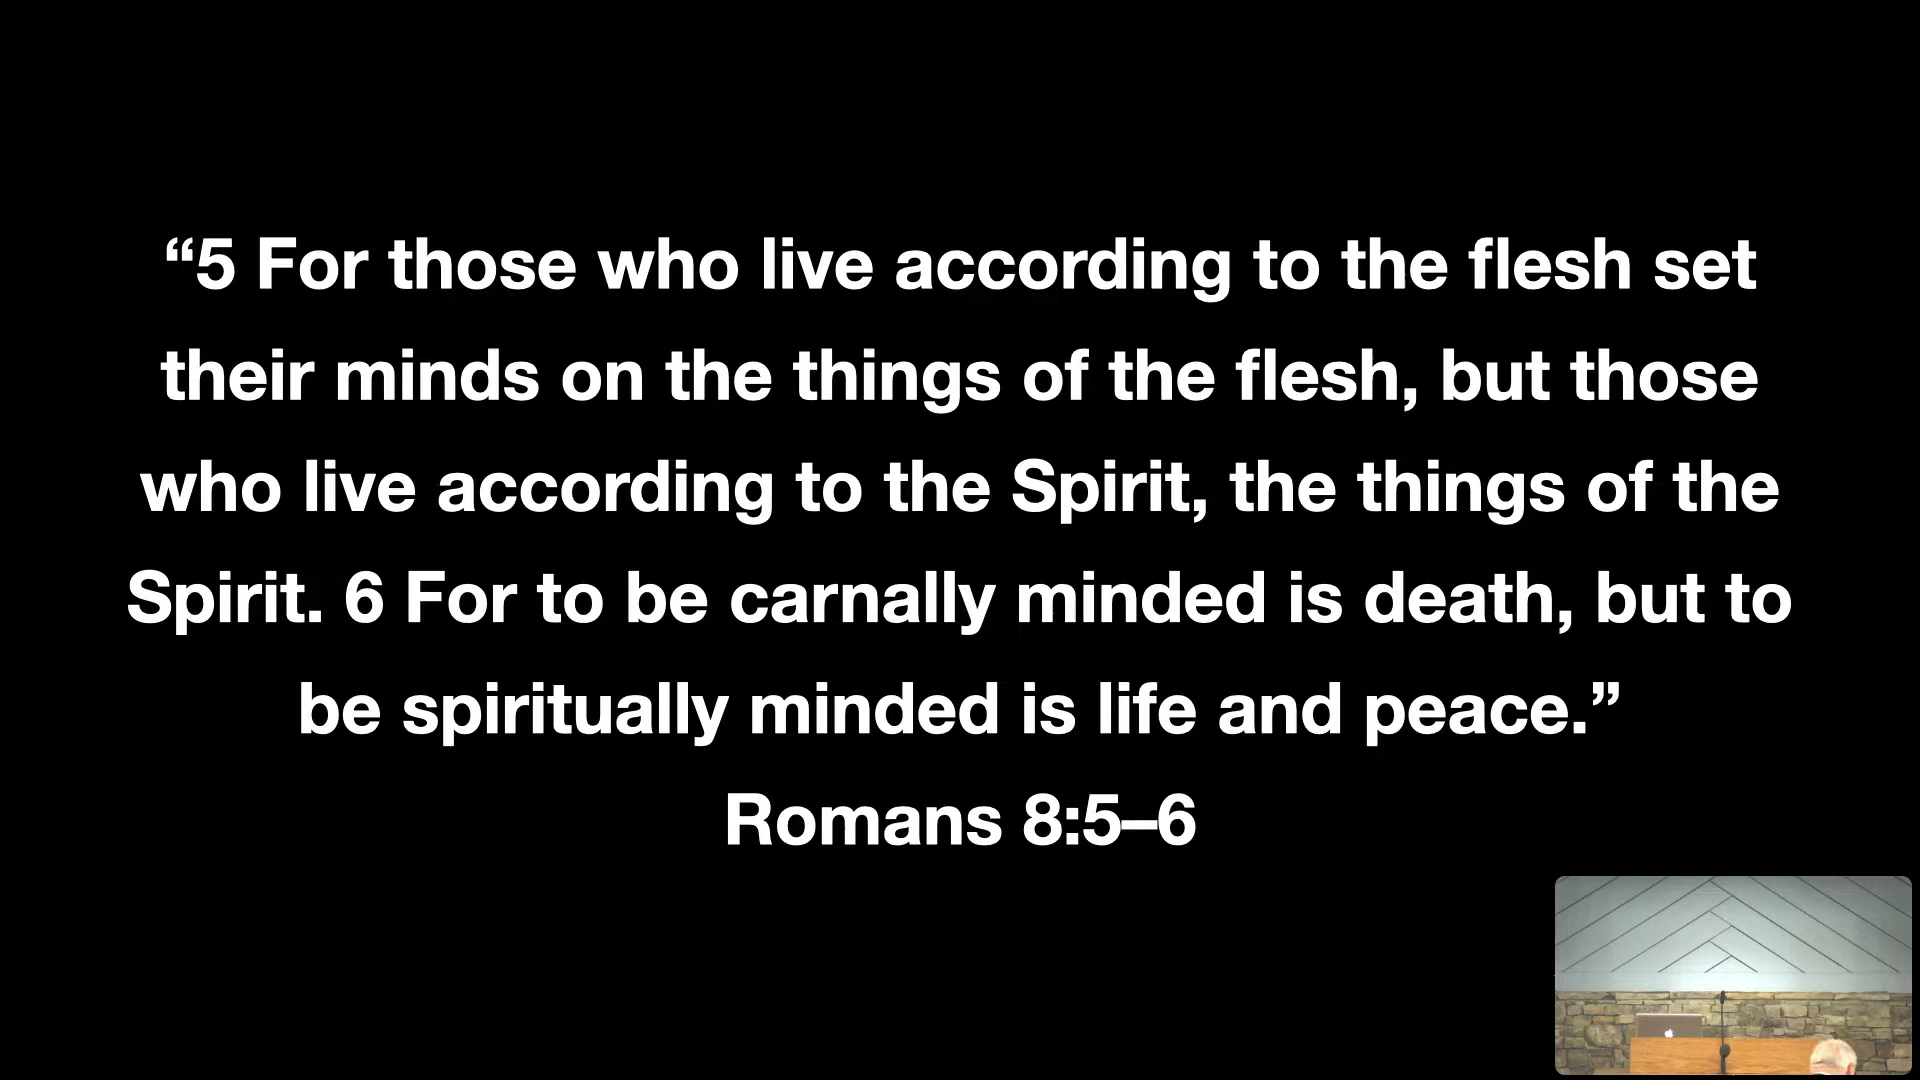 “5 For those who live according to the flesh set
their minds on the things of the flesh, but those
who live according to the Spirit, the things of the
Spirit. 6 For to be carnally minded is death, but to
be spiritually minded is life and peace.”
Romans 8:5–6